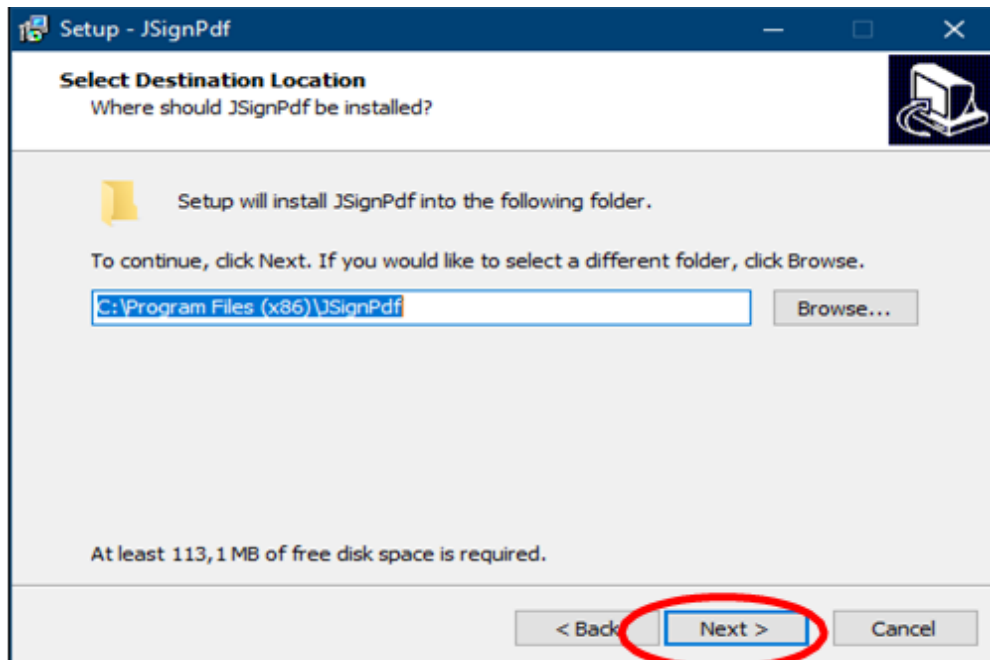 Setup - JSignPdf
Select Destination Location
Where should JSignPdf be installed?
Setup will install JSignPdf into the following folder.
To continue, click Next. If you would like to select a different folder, click Browse.
C:\Program Files (x86)\JSignPdf
Browse...
At least 113,1 MB of free disk space is required.
< Back
Next >
Cancel